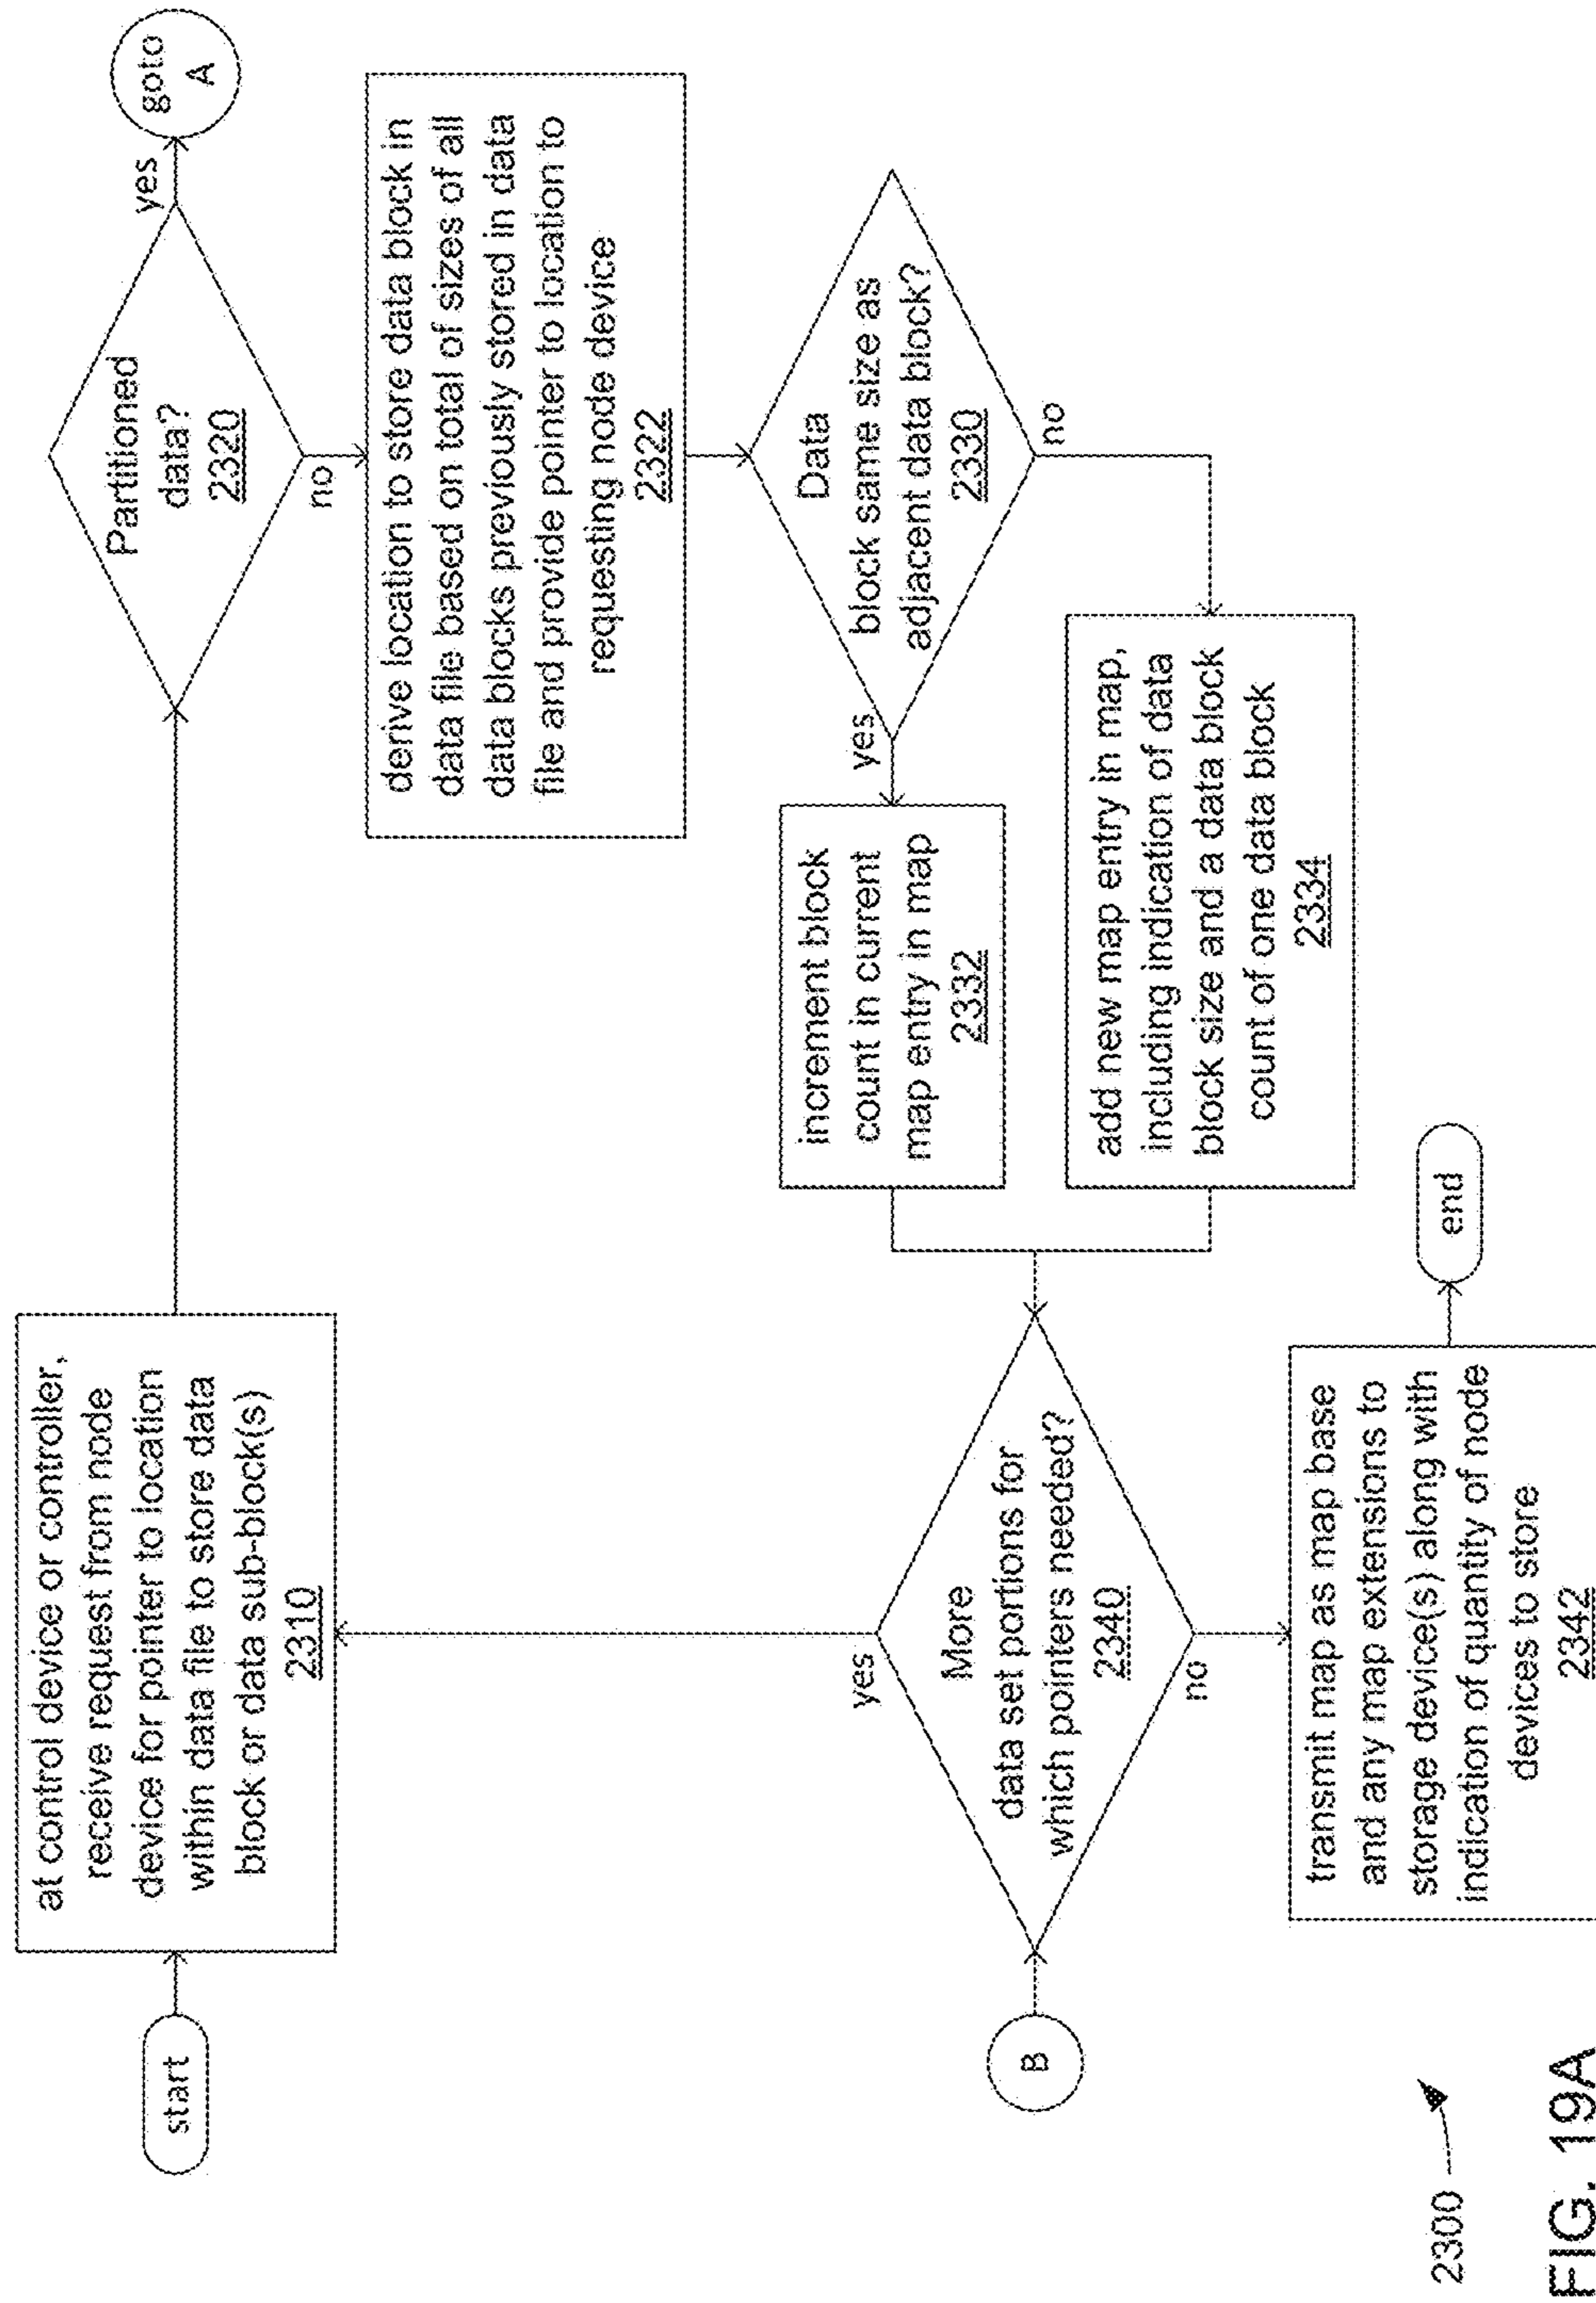 start
at control device or controller,
receive request from node
device for pointer to location
within data file to store data
block or data sub-block(s)
2310
Partitioned
data?
2320
yes
goto
A
no
derive location to store data block in
data file based on total of sizes of all
data blocks previously stored in data
file and provide pointer to location to
requesting node device
2322
Data
block same size as
adjacent data block?
2330
yes
no
increment block
count in current
map entry in map
2332
add new map entry in map,
including indication of data
block size and a data block
count of one data block
2334
B
More
data set portions for
which pointers needed?
2340
yes
no
transmit map as map base
and any map extensions to
storage device(s) along with
indication of quantity of node
devices to store
2342
end
2300
FIG. 19A